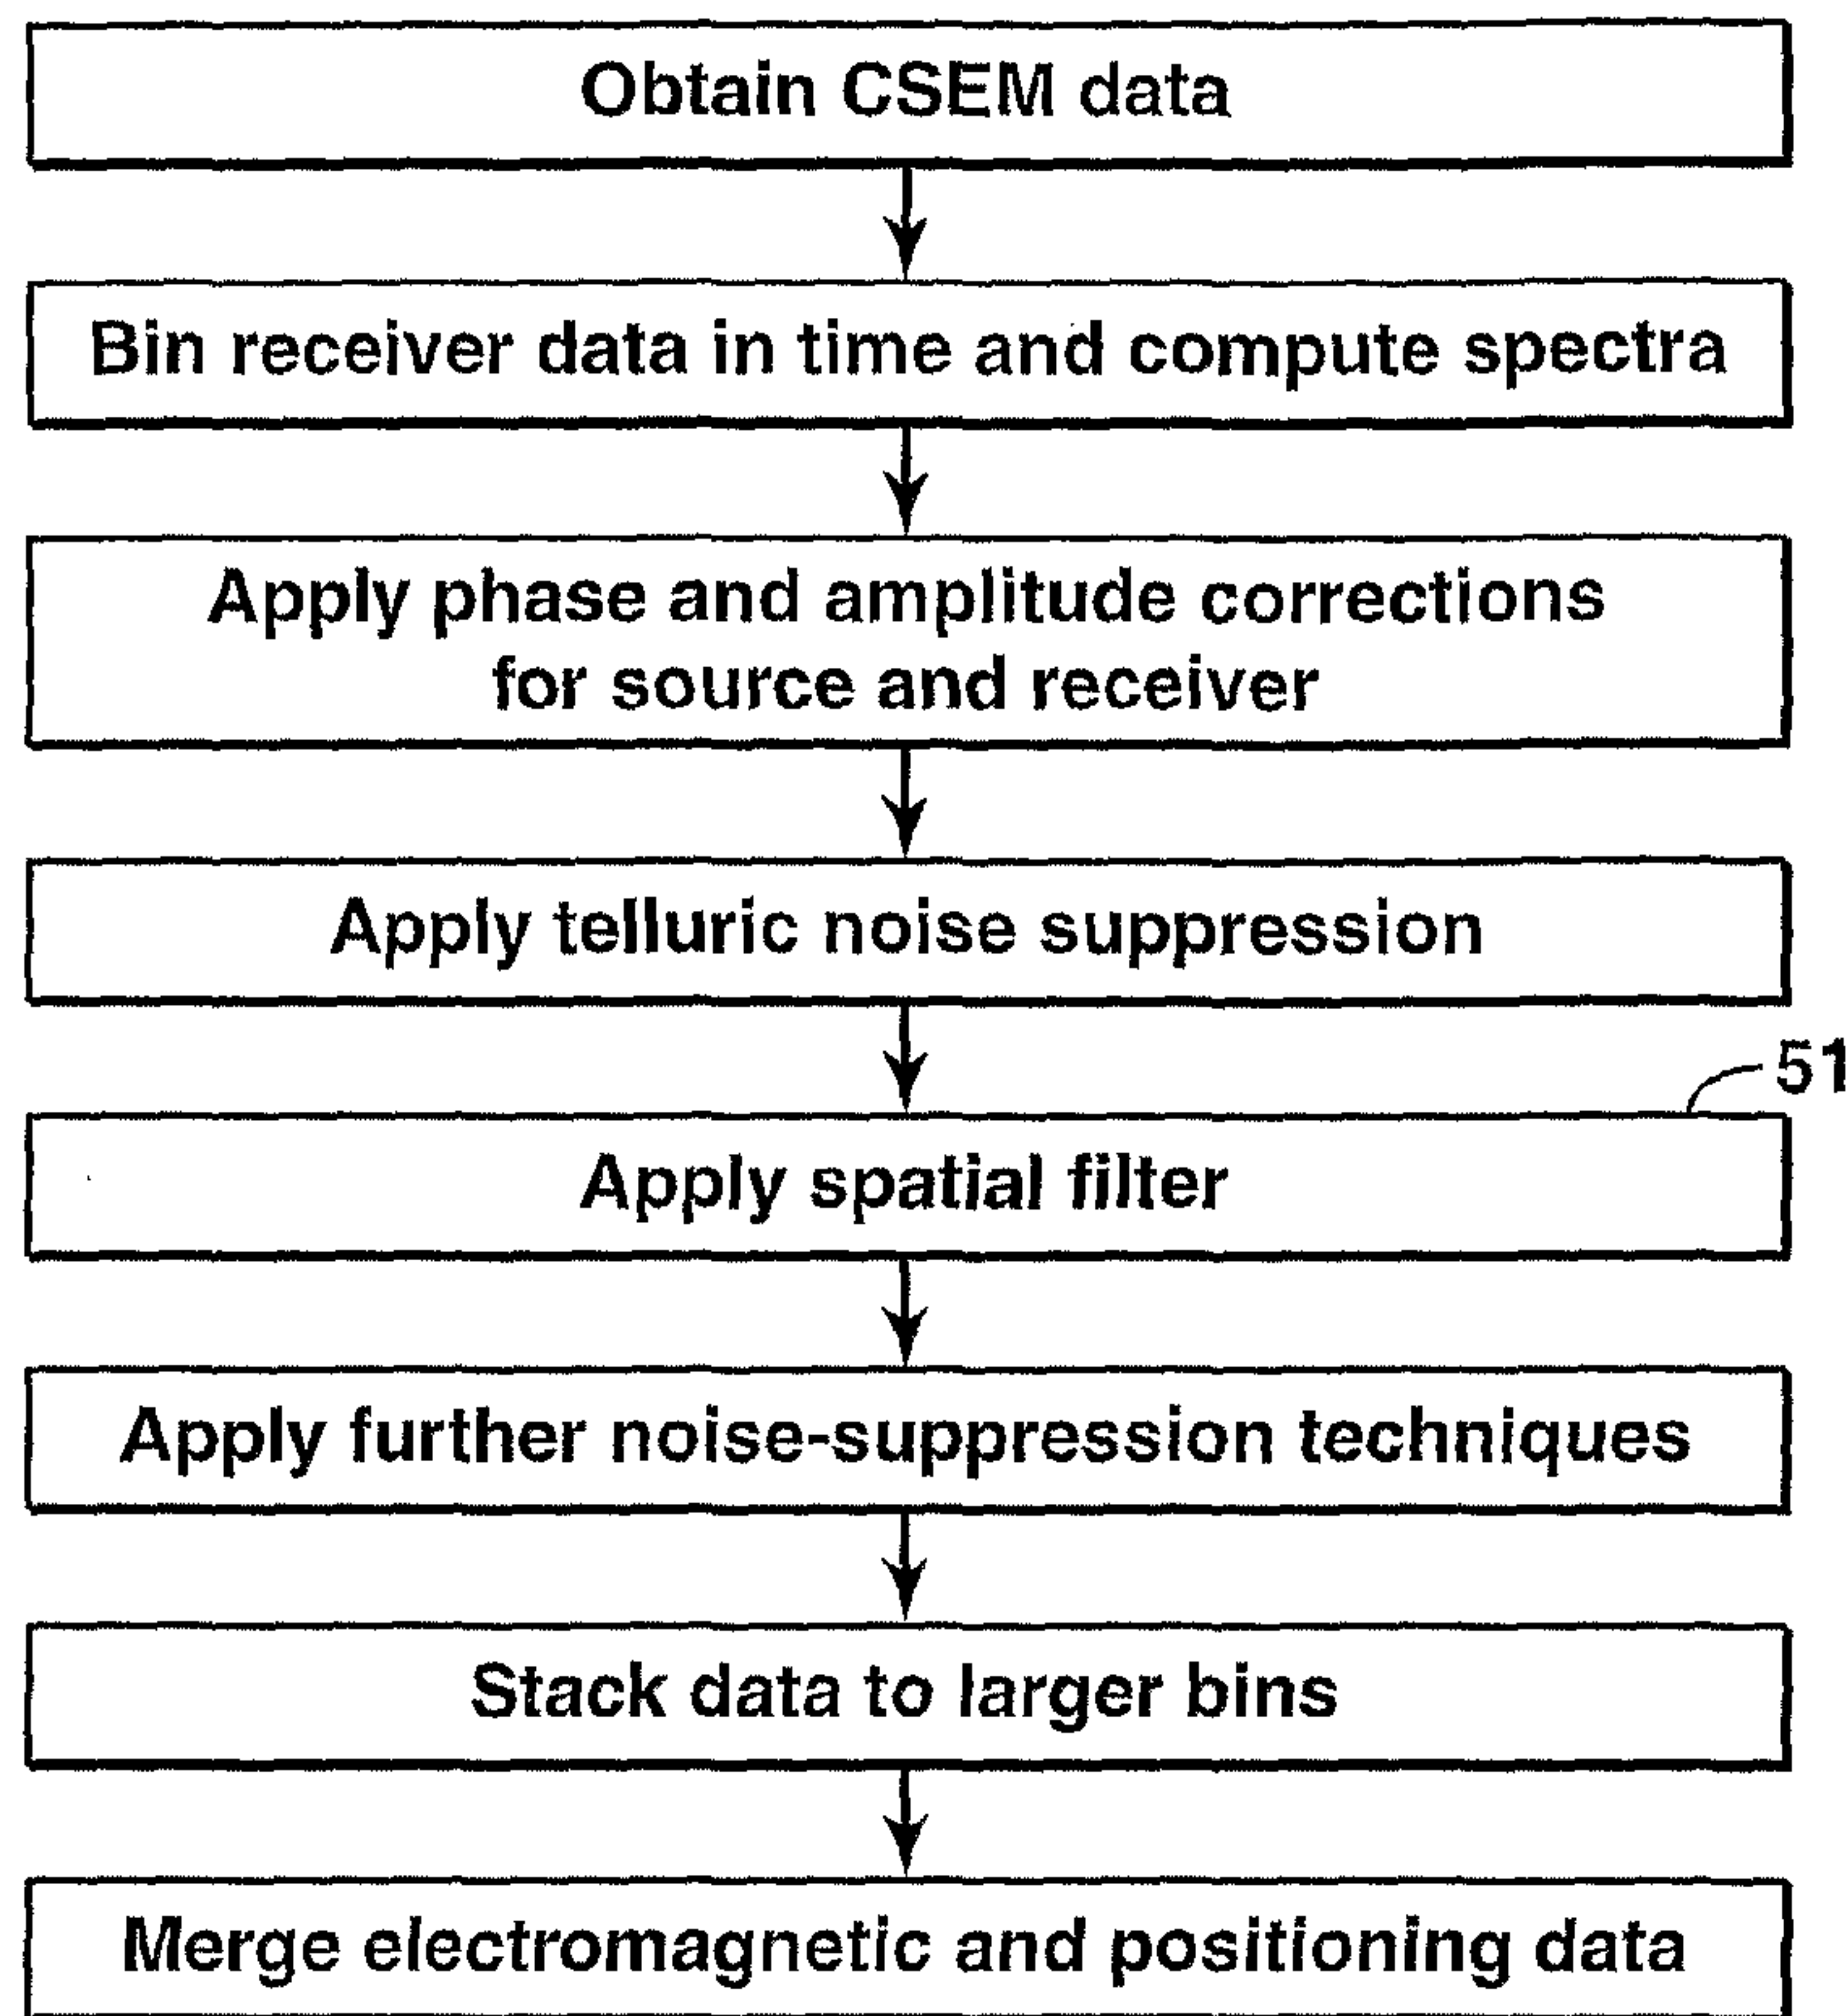 Obtain CSEM data
Bin receiver data in time and compute spectra
Apply phase and amplitude corrections
for source and receiver
Apply telluric noise suppression
51
Apply spatial filter
Apply further noise-suppression techniques
Stack data to larger bins
Merge electromagnetic and positioning data